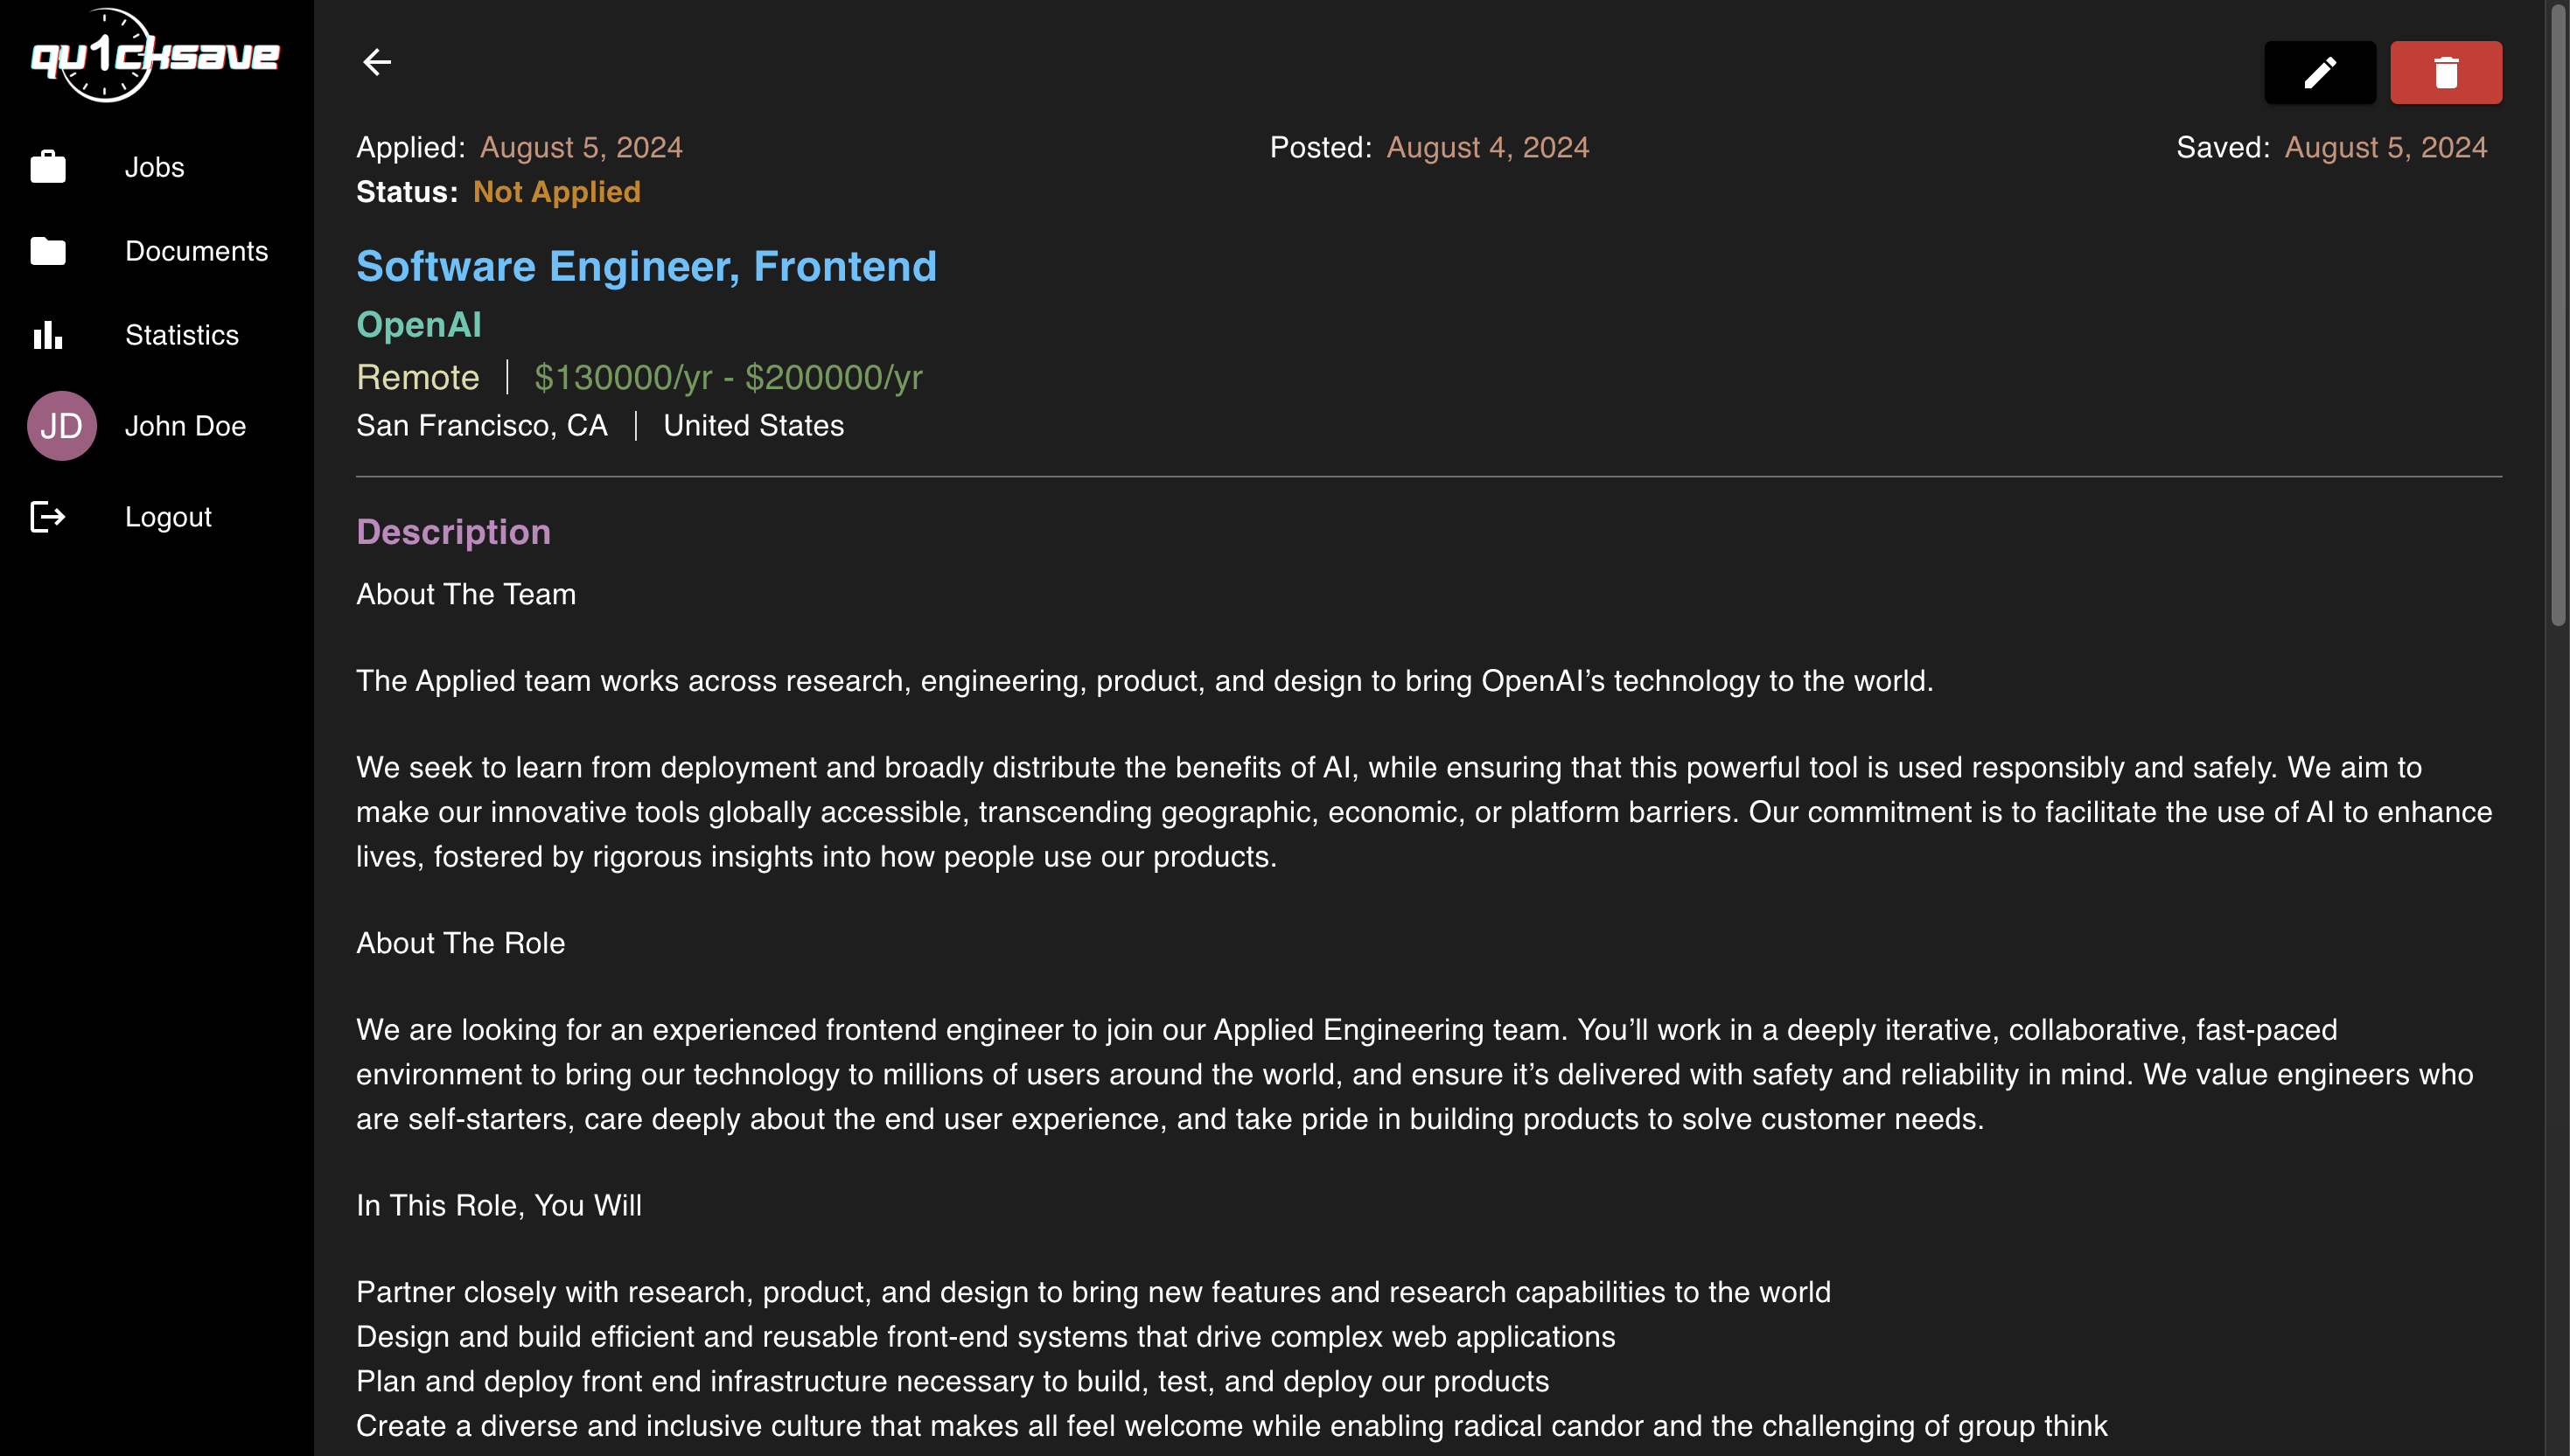 qu1cksave
Jobs
Documents
Statistics
JD John Doe
Logout
Applied: August 5, 2024 Posted: August 4, 2024 Saved: August 5, 2024
Status: Not Applied
Software Engineer, Frontend
OpenAI
Remote | $130000/yr - $200000/yr
San Francisco, CA | United States
Description
About The Team
The Applied team works across research, engineering, product, and design to bring OpenAI’s technology to the world.
We seek to learn from deployment and broadly distribute the benefits of AI, while ensuring that this powerful tool is used responsibly and safely. We aim to
make our innovative tools globally accessible, transcending geographic, economic, or platform barriers. Our commitment is to facilitate the use of AI to enhance
lives, fostered by rigorous insights into how people use our products.
About The Role
We are looking for an experienced frontend engineer to join our Applied Engineering team. You’ll work in a deeply iterative, collaborative, fast-paced
environment to bring our technology to millions of users around the world, and ensure it’s delivered with safety and reliability in mind. We value engineers who
are self-starters, care deeply about the end user experience, and take pride in building products to solve customer needs.
In This Role, You Will
Partner closely with research, product, and design to bring new features and research capabilities to the world
Design and build efficient and reusable front-end systems that drive complex web applications
Plan and deploy front end infrastructure necessary to build, test, and deploy our products
Create a diverse and inclusive culture that makes all feel welcome while enabling radical candor and the challenging of group think